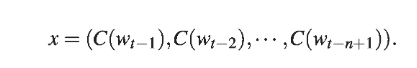 x = (C(w_{t−1}), C(w_{t−2}), ⋯, C(w_{t−n+1})).